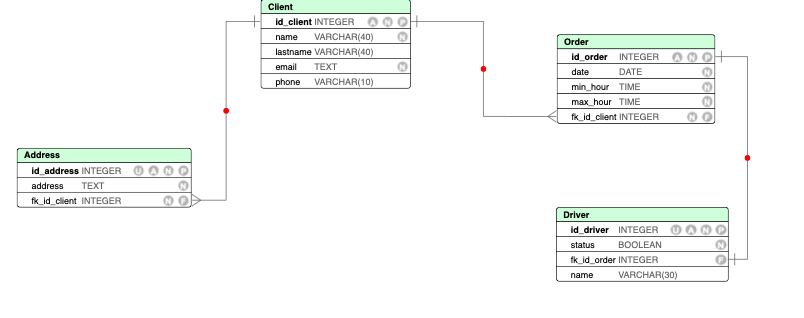 Client
id_client INTEGER A N P
name VARCHAR(40) N
lastname VARCHAR(40)
email TEXT N
phone VARCHAR(10)
Order
id_order INTEGER A N P
date DATE N
min_hour TIME N
max_hour TIME N
fk_id_client INTEGER N F
Address
id_address INTEGER U A N P
address TEXT N
fk_id_client INTEGER N F
Driver
id_driver INTEGER U A N P
status BOOLEAN N
fk_id_order INTEGER F
name VARCHAR(30)